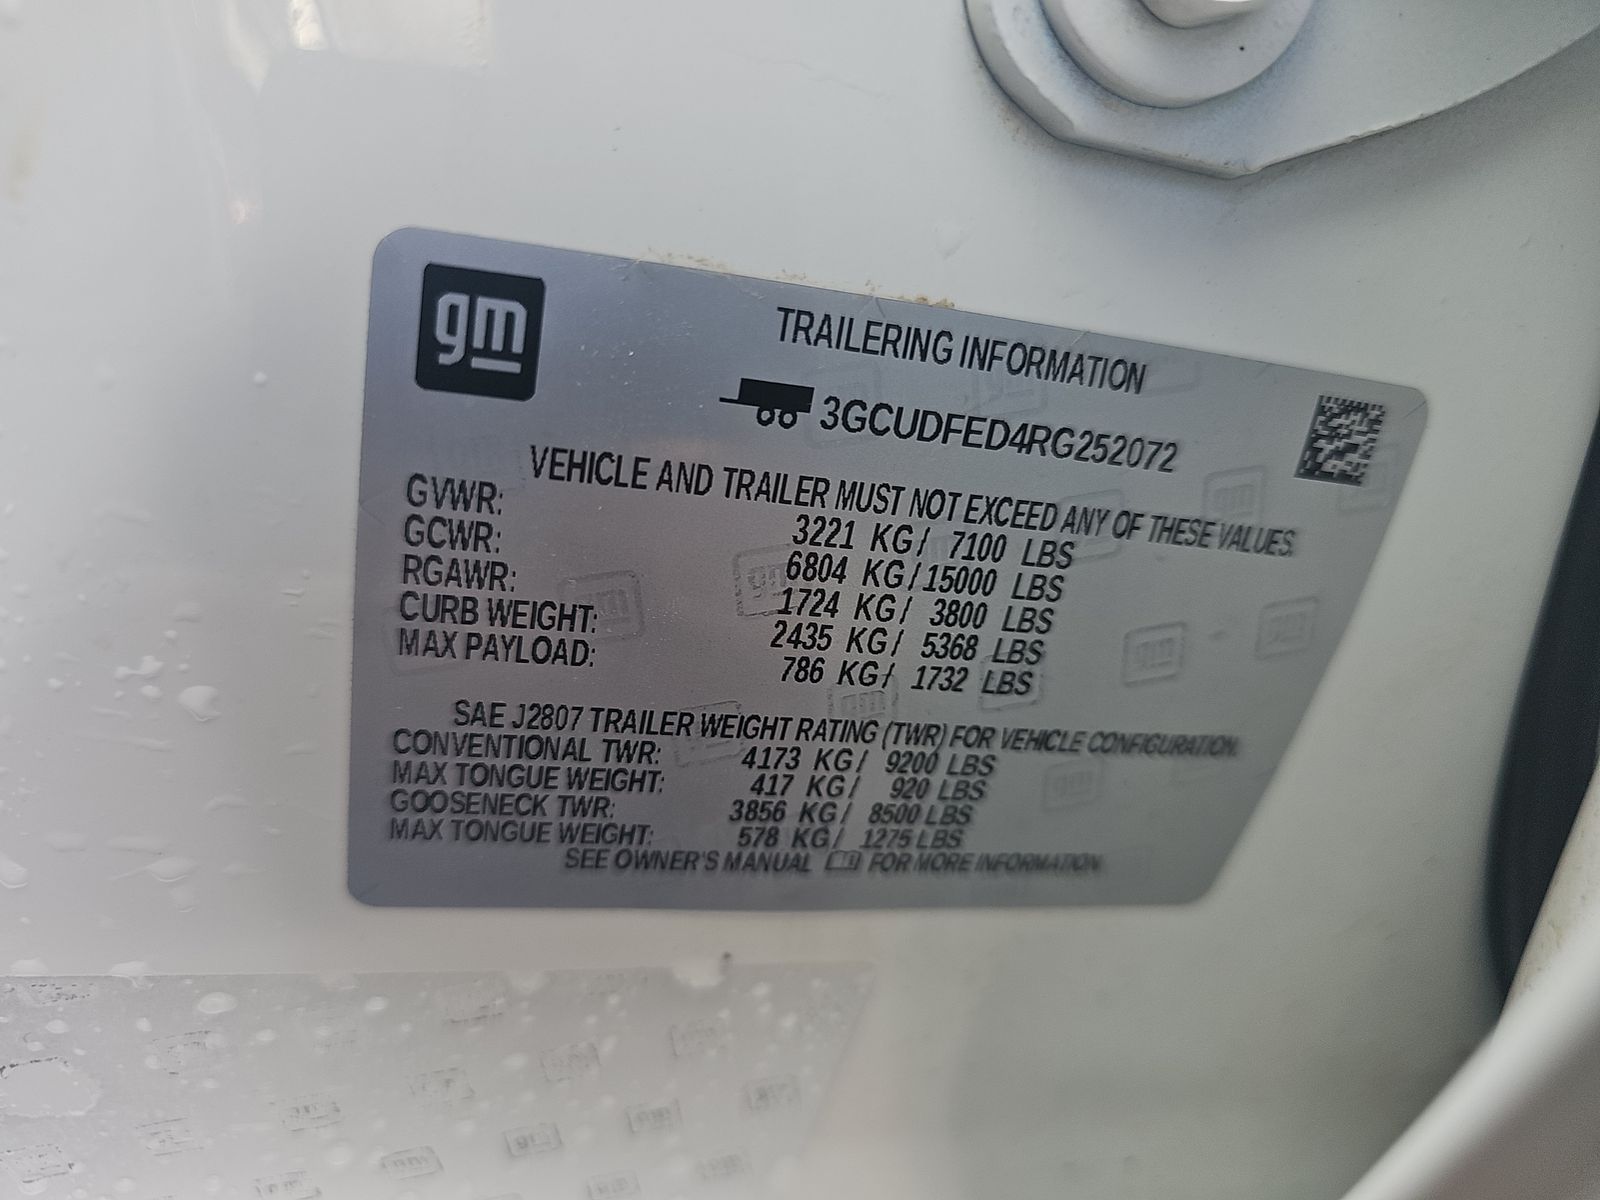 gm
TRAILERING INFORMATION
3GCUDFED4RG252072
VEHICLE AND TRAILER MUST NOT EXCEED ANY OF THESE VALUES.
GVWR: 3221 KG/ 7100 LBS
GCWR: 6804 KG/15000 LBS
RGAWR: 1724 KG/ 3800 LBS
CURB WEIGHT: 2435 KG/ 5368 LBS
MAX PAYLOAD: 786 KG/ 1732 LBS
SAE J2807 TRAILER WEIGHT RATING (TWR) FOR VEHICLE CONFIGURATION.
CONVENTIONAL TWR: 4173 KG/ 9200 LBS
MAX TONGUE WEIGHT: 417 KG/ 920 LBS
GOOSENECK TWR: 3856 KG/ 8500 LBS
MAX TONGUE WEIGHT: 578 KG/ 1275 LBS
SEE OWNER'S MANUAL FOR MORE INFORMATION.